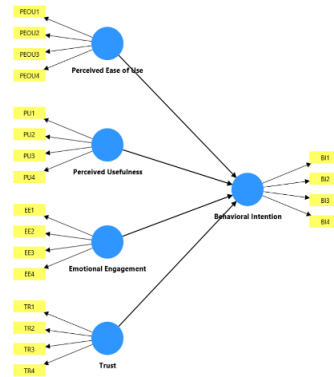 PEOU1
PEOU2
PEOU3
PEOU4
Perceived Ease of Use
PU1
PU2
PU3
PU4
Perceived Usefulness
EE1
EE2
EE3
EE4
Emotional Engagement
TR1
TR2
TR3
TR4
Trust
BI1
BI2
BI3
BI4
Behavioral Intention